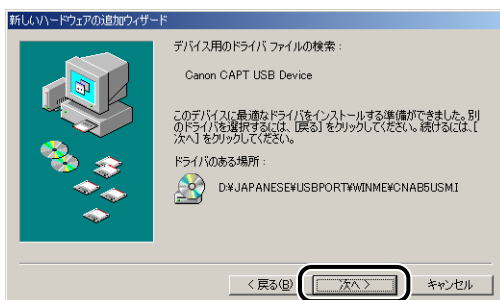 新しいハードウェアの追加ウィザード
デバイス用のドライバ ファイルの検索 :
Canon CAPT USB Device
このデバイスに最適なドライバをインストールする準備ができました。別
のドライバを選択するには、[戻る] をクリックしてください。続けるには、[
次へ] をクリックしてください。
ドライバのある場所 :
D:¥JAPANESE¥USBPORT¥WINME¥CNAB5USM.I
< 戻る(B)
次へ >
キャンセル